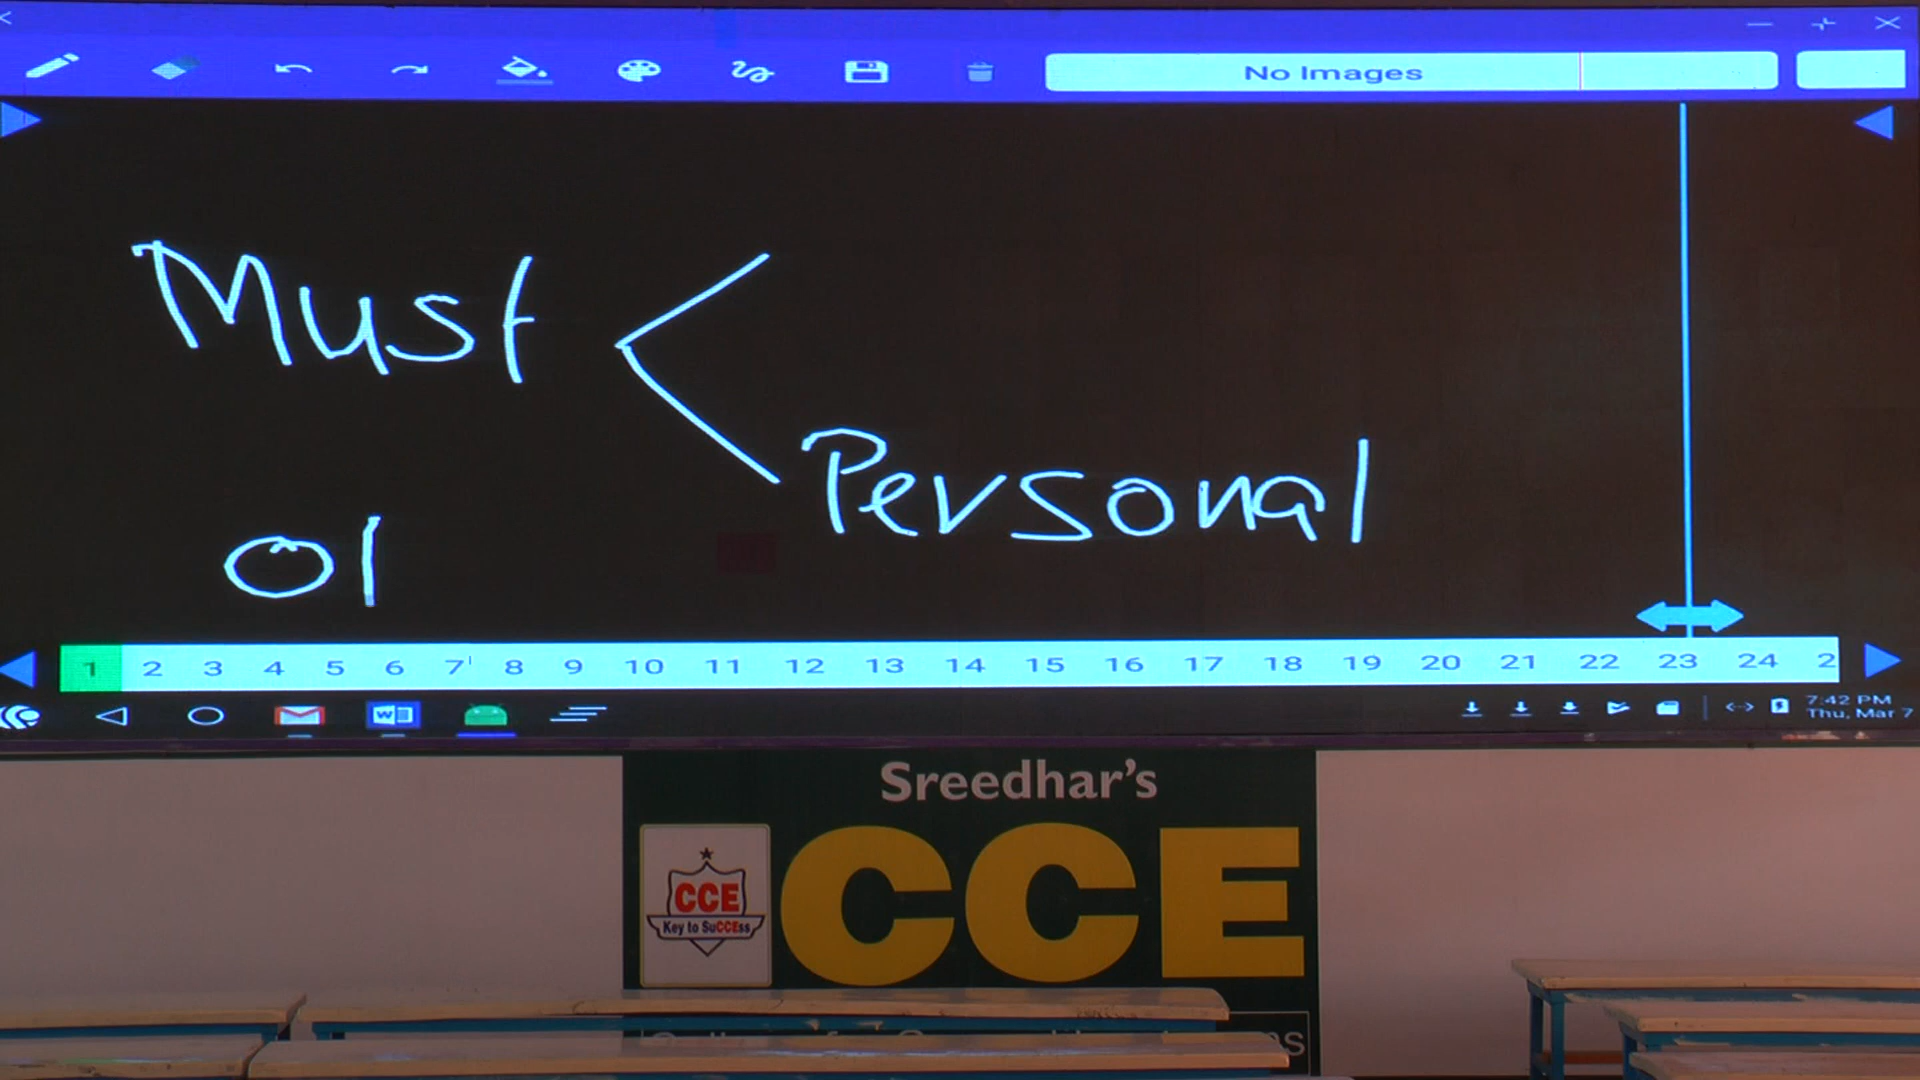 No Images
Must
Personal
ol
1 2 3 4 5 6 7 8 9 10 11 12 13 14 15 16 17 18 19 20 21 22 23 24 2
7:42 PM
Thu, Mar 7
Sreedhar's
CCE
CCE
Key to SuCCEss